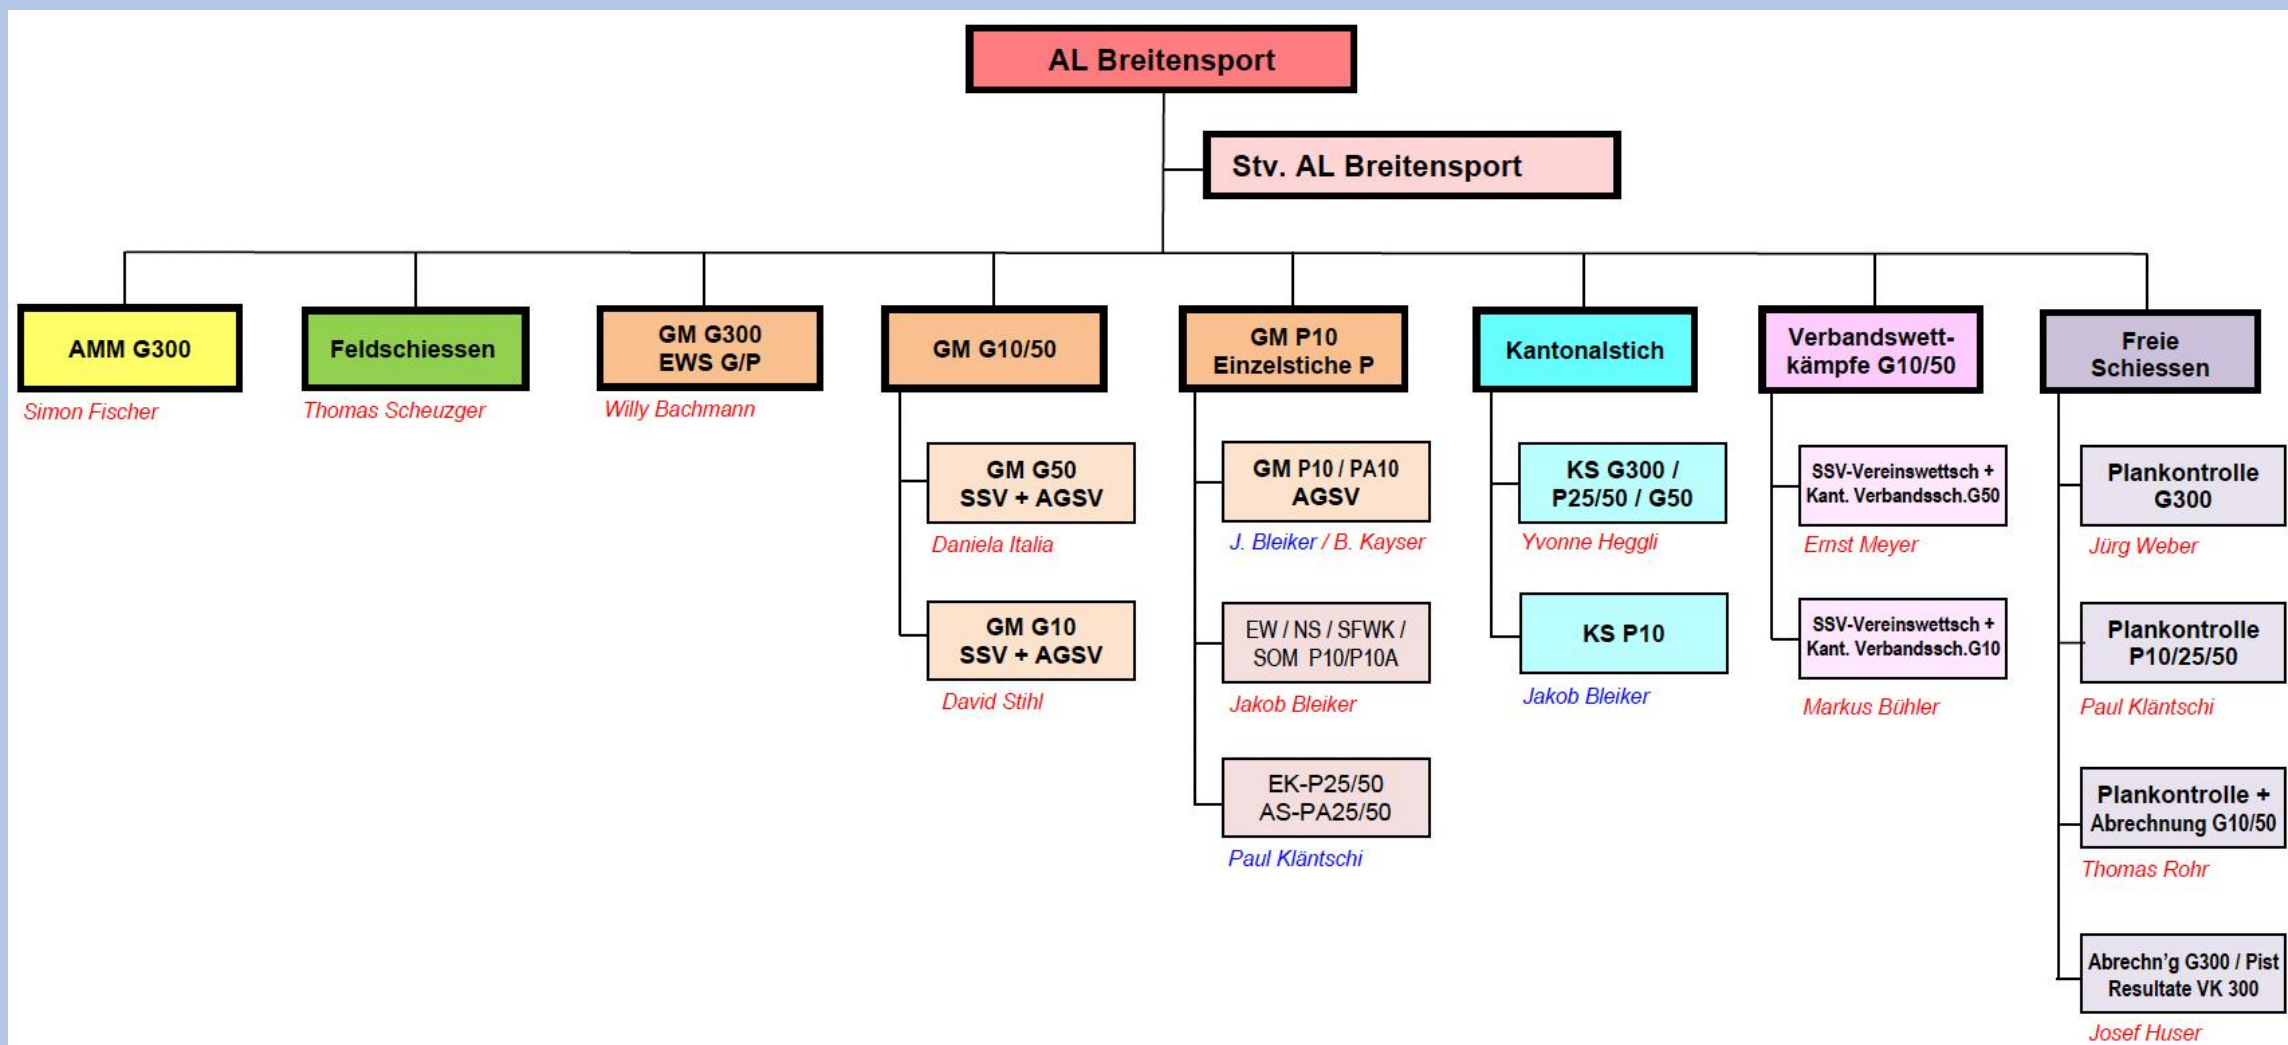 AL Breitensport
Stv. AL Breitensport
AMM G300
Simon Fischer
Feldschiessen
Thomas Scheuzger
GM G300
EWS G/P
Willy Bachmann
GM G10/50
GM G50
SSV + AGSV
Daniela Italia
GM G10
SSV + AGSV
David Stihl
GM P10
Einzelstiche P
GM P10 / PA10
AGSV
J. Bleiker / B. Kayser
EW / NS / SFWK /
SOM P10/P10A
Jakob Bleiker
EK-P25/50
AS-PA25/50
Paul Kläntschi
Kantonalstich
KS G300 /
P25/50 / G50
Yvonne Heggli
KS P10
Jakob Bleiker
Verbandswett-
kämpfe G10/50
SSV-Vereinswettsch +
Kant. Verbandssch.G50
Ernst Meyer
SSV-Vereinswettsch +
Kant. Verbandssch.G10
Markus Bühler
Freie
Schiessen
Plankontrolle
G300
Jürg Weber
Plankontrolle
P10/25/50
Paul Kläntschi
Plankontrolle +
Abrechnung G10/50
Thomas Rohr
Abrechn'g G300 / Pist
Resultate VK 300
Josef Huser